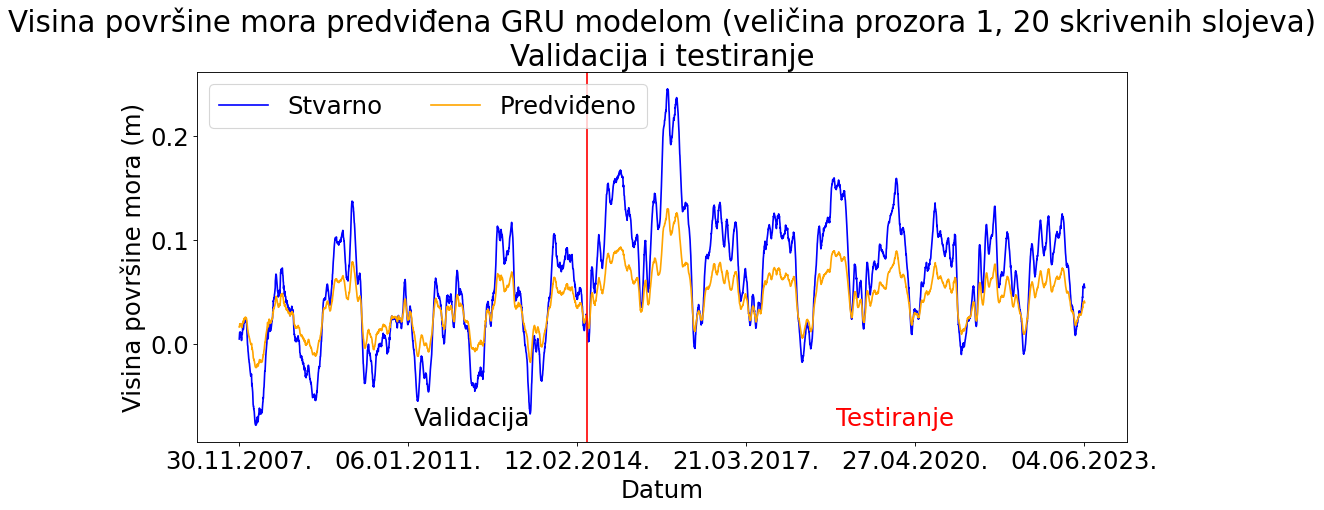 Visina površine mora predviđena GRU modelom (veličina prozora 1, 20 skrivenih slojeva)
Validacija i testiranje
Stvarno
Predviđeno
Visina površine mora (m)
0.2
0.1
0.0
Validacija
Testiranje
30.11.2007.
06.01.2011.
12.02.2014.
21.03.2017.
27.04.2020.
04.06.2023.
Datum